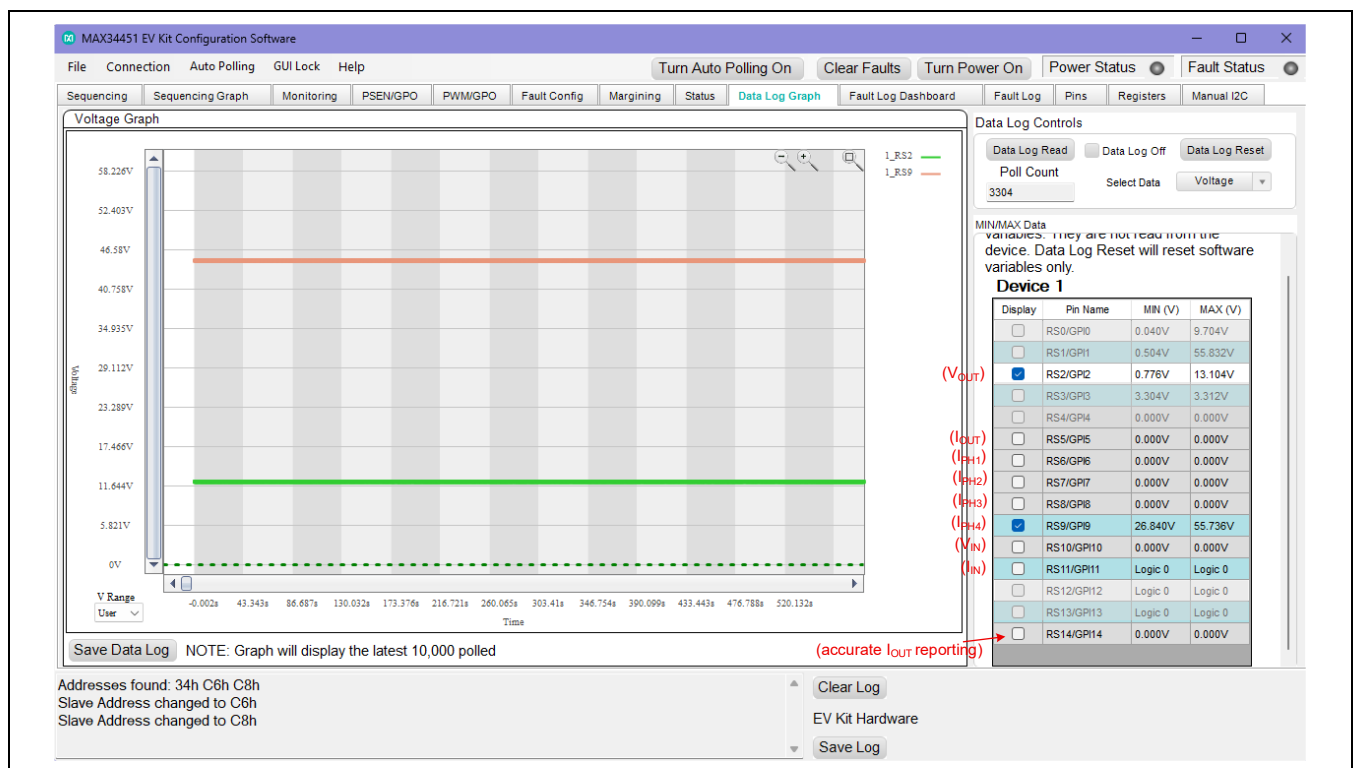 MAX34451 EV Kit Configuration Software
File Connection Auto Polling GUI Lock Help Turn Auto Polling On Clear Faults Turn Power On Power Status Fault Status
Sequencing Sequencing Graph Monitoring PSEN/GPO PWM/GPO Fault Config Margining Status Data Log Graph Fault Log Dashboard Fault Log Pins Registers Manual I2C
Voltage Graph
58.226V
52.403V
46.58V
40.758V
34.935V
29.112V
23.289V
17.466V
11.644V
5.821V
0V
Voltage
1_RS2
1_RS9
V Range
User
-0.002s 43.343s 86.687s 130.032s 173.376s 216.721s 260.065s 303.41s 346.754s 390.099s 433.443s 476.788s 520.132s
Time
Save Data Log NOTE: Graph will display the latest 10,000 polled
Data Log Controls
Data Log Read Data Log Off Data Log Reset
Poll Count
3304
Select Data Voltage
MIN/MAX Data
variables. They are not read from the
device. Data Log Reset will reset software
variables only.
Device 1
Display Pin Name MIN (V) MAX (V)
RS0/GPI0 0.040V 9.704V
RS1/GPI1 0.504V 55.832V
(VOUT) RS2/GPI2 0.776V 13.104V
RS3/GPI3 3.304V 3.312V
RS4/GPI4 0.000V 0.000V
(IOUT) RS5/GPI5 0.000V 0.000V
(IPH1) RS6/GPI6 0.000V 0.000V
(IPH2) RS7/GPI7 0.000V 0.000V
(IPH3) RS8/GPI8 0.000V 0.000V
(IPH4) RS9/GPI9 26.840V 55.736V
(VIN) RS10/GPI10 0.000V 0.000V
(IIN) RS11/GPI11 Logic 0 Logic 0
RS12/GPI12 Logic 0 Logic 0
RS13/GPI13 Logic 0 Logic 0
(accurate IOUT reporting) RS14/GPI14 0.000V 0.000V
Addresses found: 34h C6h C8h
Slave Address changed to C6h
Slave Address changed to C8h
Clear Log
EV Kit Hardware
Save Log